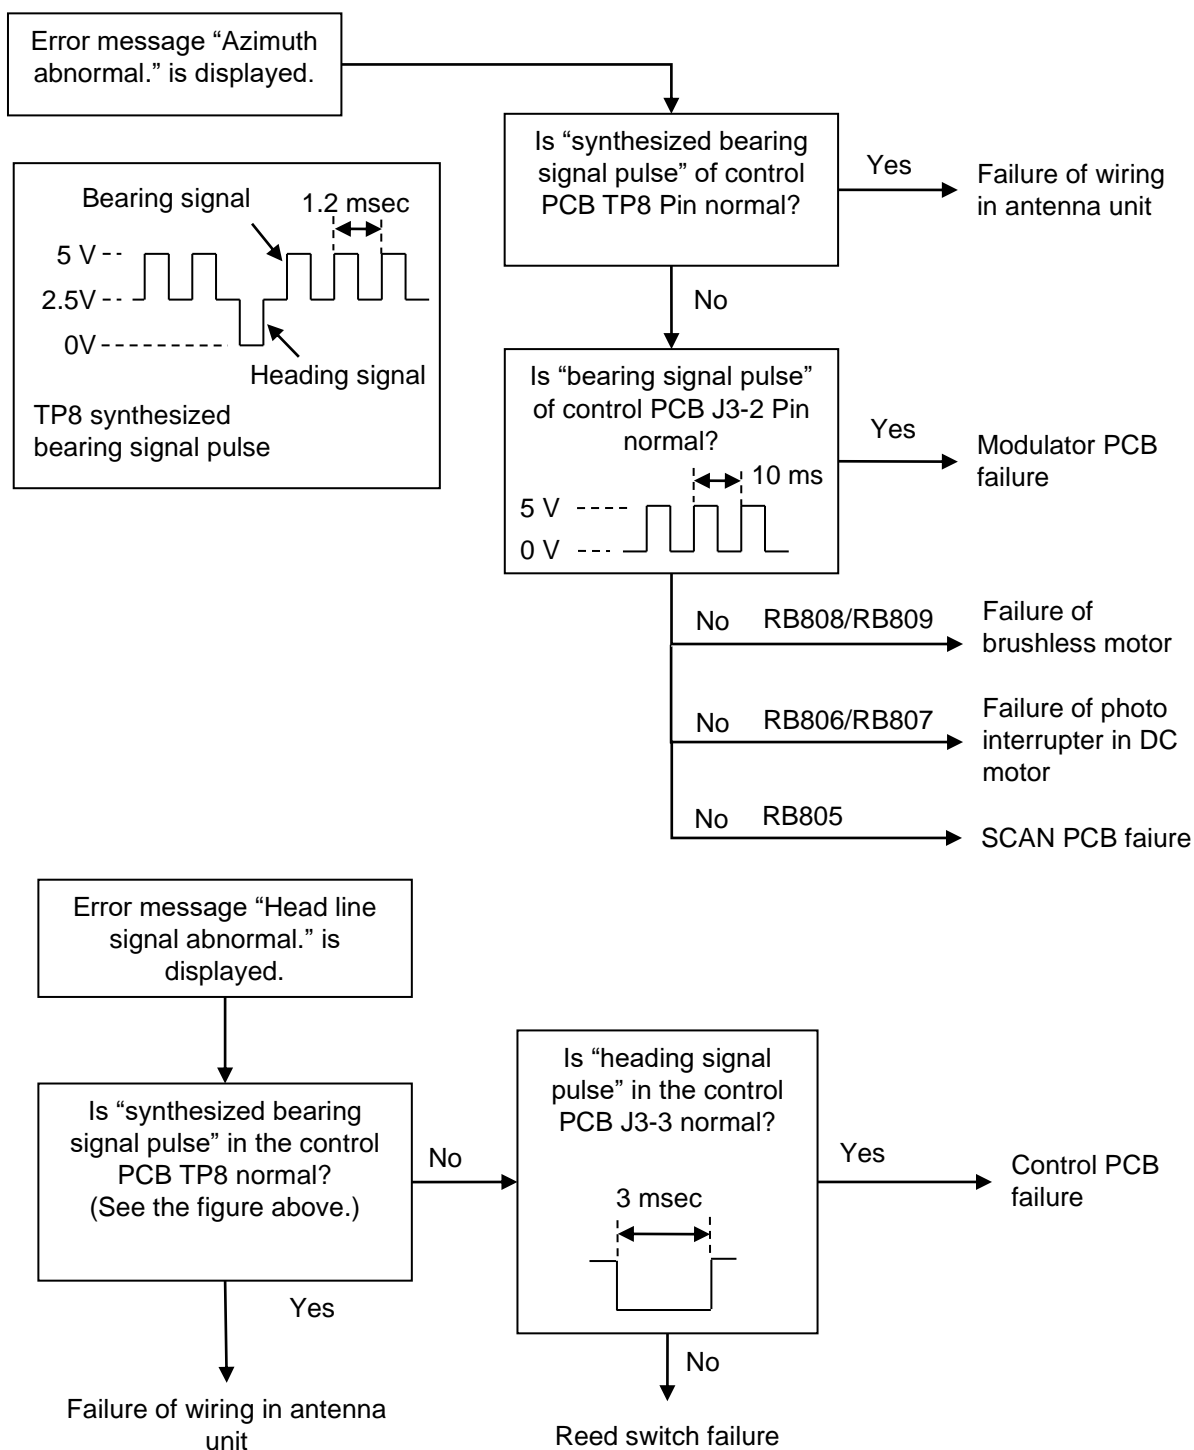 Error message “Azimuth
abnormal.” is displayed.
Is “synthesized bearing
signal pulse” of control
PCB TP8 Pin normal?
Yes
Failure of wiring
in antenna unit
Bearing signal
1.2 msec
5 V
2.5V
0V
Heading signal
TP8 synthesized
bearing signal pulse
No
Is “bearing signal pulse”
of control PCB J3-2 Pin
normal?
10 ms
5 V
0 V
Yes
Modulator PCB
failure
No RB808/RB809
Failure of
brushless motor
No RB806/RB807
Failure of photo
interrupter in DC
motor
No RB805
SCAN PCB faiure
Error message “Head line
signal abnormal.” is
displayed.
Is “synthesized bearing
signal pulse” in the control
PCB TP8 normal?
(See the figure above.)
No
Is “heading signal
pulse” in the control
PCB J3-3 normal?
3 msec
Yes
Control PCB
failure
Yes
Failure of wiring in antenna
unit
No
Reed switch failure